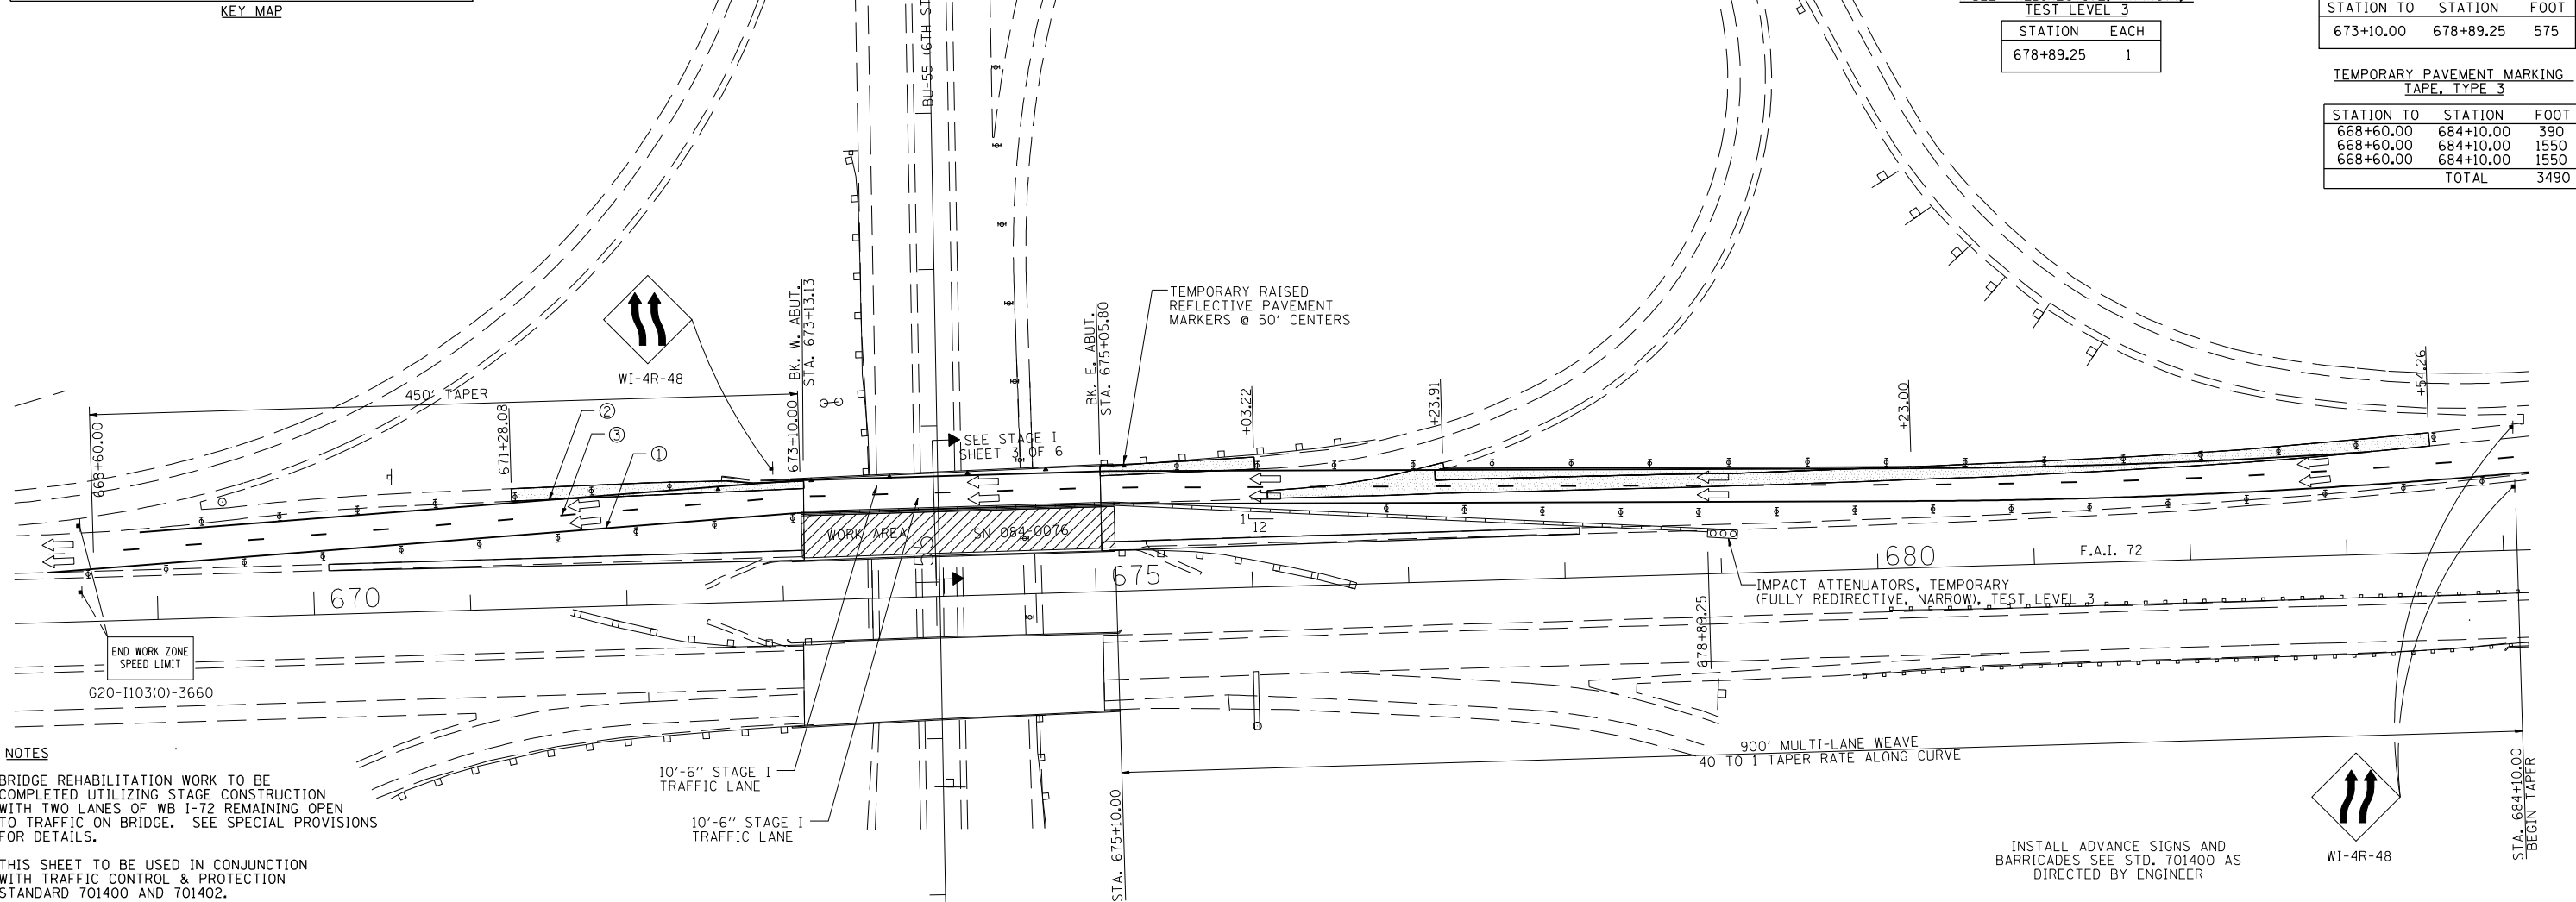 KEY MAP
BU-55 (6TH ST
TEST LEVEL 3
STATION EACH
678+89.25 1
STATION TO STATION FOOT
673+10.00 678+89.25 575
TEMPORARY PAVEMENT MARKING
TAPE, TYPE 3
STATION TO STATION FOOT
668+60.00 684+10.00 390
668+60.00 684+10.00 1550
668+60.00 684+10.00 1550
TOTAL 3490
WI-4R-48
450' TAPER
668+60.00
671+28.08
2
3
1
673+10.00
BK. W. ABUT.
STA. 673+13.13
SEE STAGE I
SHEET 3 OF 6
BK. E. ABUT.
STA. 675+05.80
TEMPORARY RAISED
REFLECTIVE PAVEMENT
MARKERS @ 50' CENTERS
+03.22
+23.91
+23.00
+54.26
WORK AREA
SN 084-0076
1
12
55
670
675
680
F.A.I. 72
IMPACT ATTENUATORS, TEMPORARY
(FULLY REDIRECTIVE, NARROW), TEST LEVEL 3
678+89.25
END WORK ZONE
SPEED LIMIT
G20-I103(0)-3660
NOTES
BRIDGE REHABILITATION WORK TO BE
COMPLETED UTILIZING STAGE CONSTRUCTION
WITH TWO LANES OF WB I-72 REMAINING OPEN
TO TRAFFIC ON BRIDGE. SEE SPECIAL PROVISIONS
FOR DETAILS.
THIS SHEET TO BE USED IN CONJUNCTION
WITH TRAFFIC CONTROL & PROTECTION
STANDARD 701400 AND 701402.
10'-6" STAGE I
TRAFFIC LANE
10'-6" STAGE I
TRAFFIC LANE
STA. 675+10.00
900' MULTI-LANE WEAVE
40 TO 1 TAPER RATE ALONG CURVE
INSTALL ADVANCE SIGNS AND
BARRICADES SEE STD. 701400 AS
DIRECTED BY ENGINEER
WI-4R-48
STA. 684+10.00
BEGIN TAPER